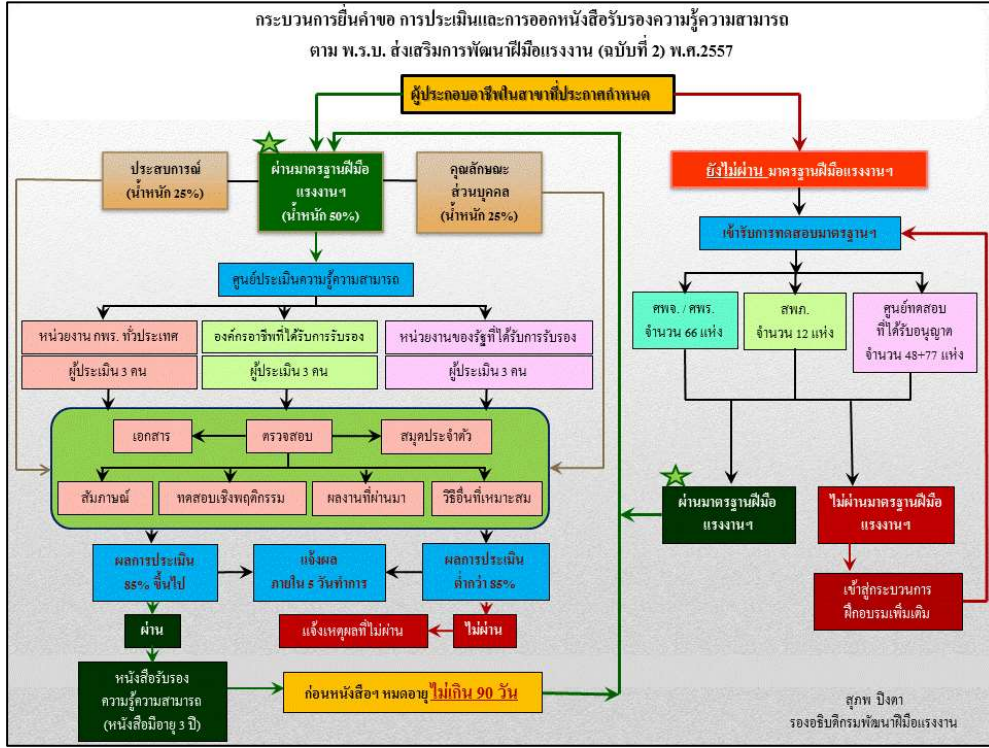 กระบวนการยื่นคำขอ การประเมินและการออกหนังสือรับรองความรู้ความสามารถ
ตาม พ.ร.บ. ส่งเสริมการพัฒนาฝีมือแรงงาน (ฉบับที่ 2) พ.ศ.2557
ผู้ประกอบอาชีพในสาขาที่ประกาศกำหนด
ประสบการณ์
(น้ำหนัก 25%)
ผ่านมาตรฐานฝีมือ
แรงงานฯ
(น้ำหนัก 50%)
คุณลักษณะ
ส่วนบุคคล
(น้ำหนัก 25%)
ยังไม่ผ่าน มาตรฐานฝีมือแรงงานฯ
เข้ารับการทดสอบมาตรฐานฯ
ศูนย์ประเมินความรู้ความสามารถ
ศพจ. / ศพร.
จำนวน 66 แห่ง
สพภ.
จำนวน 12 แห่ง
ศูนย์ทดสอบ
ที่ได้รับอนุญาต
จำนวน 48+77 แห่ง
หน่วยงาน กพร. ทั่วประเทศ
องค์กรอาชีพที่ได้รับการรับรอง
หน่วยงานของรัฐที่ได้รับการรับรอง
ผู้ประเมิน 3 คน
ผู้ประเมิน 3 คน
ผู้ประเมิน 3 คน
เอกสาร
ตรวจสอบ
สมุดประจำตัว
สัมภาษณ์
ทดสอบเชิงพฤติกรรม
ผลงานที่ผ่านมา
วิธีอื่นที่เหมาะสม
ผ่านมาตรฐานฝีมือ
แรงงานฯ
ไม่ผ่านมาตรฐานฝีมือ
แรงงานฯ
ผลการประเมิน
85% ขึ้นไป
แจ้งผล
ภายใน 5 วันทำการ
ผลการประเมิน
ต่ำกว่า 85%
เข้าสู่กระบวนการ
ฝึกอบรมเพิ่มเติม
ผ่าน
แจ้งเหตุผลที่ไม่ผ่าน
ไม่ผ่าน
หนังสือรับรอง
ความรู้ความสามารถ
(หนังสือมีอายุ 3 ปี)
ก่อนหนังสือฯ หมดอายุ ไม่เกิน 90 วัน
สุภพ ปิงตา
รองอธิบดีกรมพัฒนาฝีมือแรงงาน